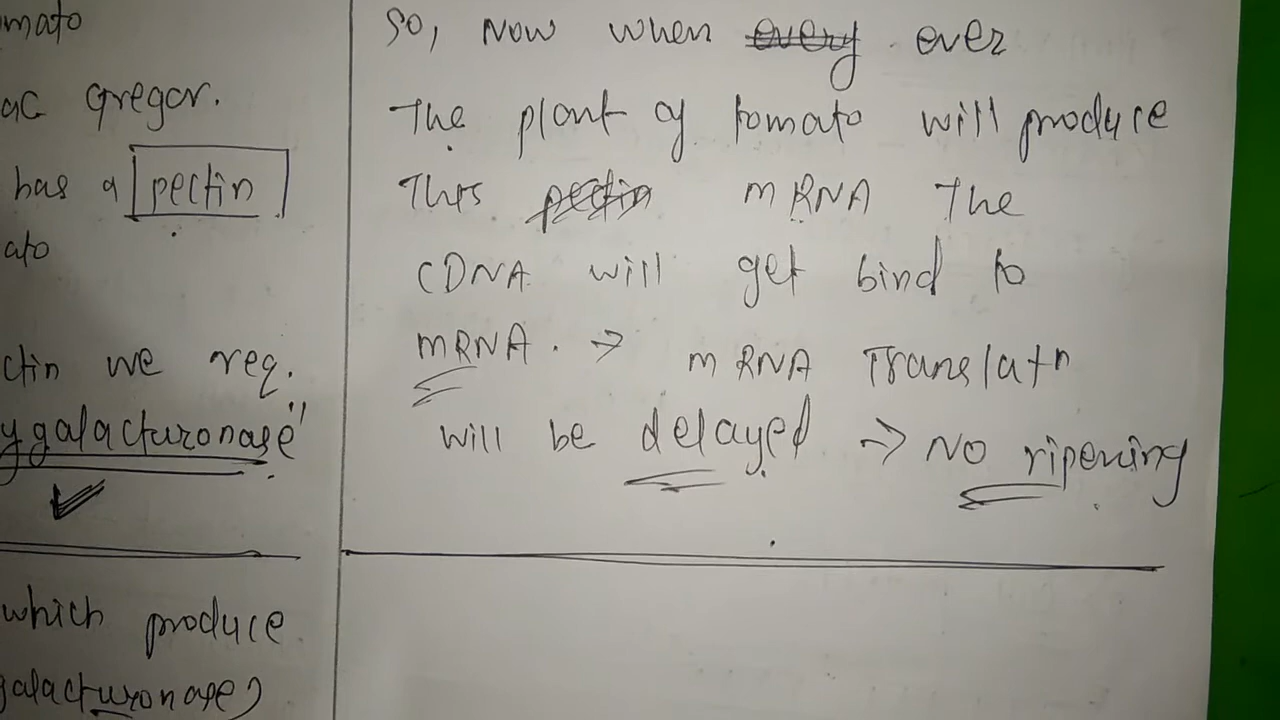 mato
ac gregor.
has a pectin
ato
ctin we req.
ygalacturonase"
which produce
galacturonase)
So, Now when every ever
The plant of tomato will produce
This pectin mRNA The
CDNA will get bind to
mRNA. → mRNA Translatn
will be delayed → No ripening